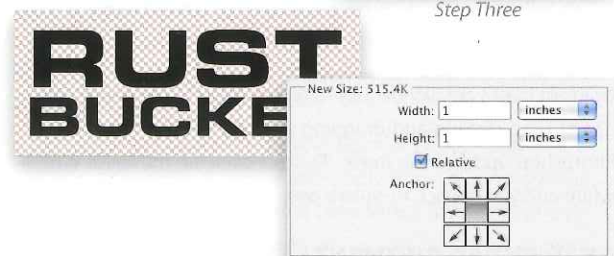 Step Three
RUST
BUCKE
New Size: 515.4K
Width: 1 inches
Height: 1 inches
Relative
Anchor: